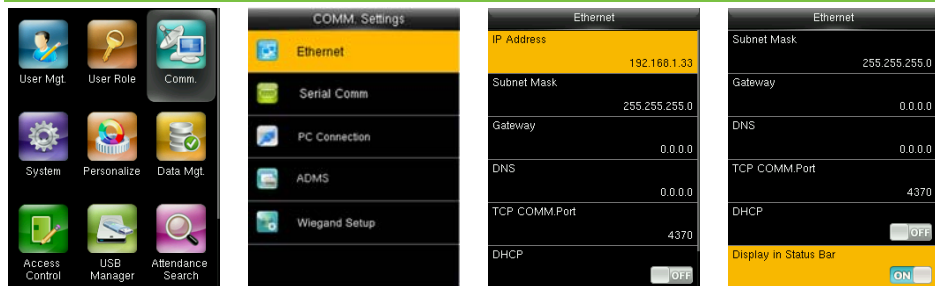 User Mgt.
User Role
Comm.
System
Personalize
Data Mgt.
Access
Control
USB
Manager
Attendance
Search
COMM. Settings
Ethernet
Serial Comm
PC Connection
ADMS
Wiegand Setup
Ethernet
IP Address
192.168.1.33
Subnet Mask
255.255.255.0
Gateway
0.0.0.0
DNS
0.0.0.0
TCP COMM.Port
4370
DHCP
OFF
Ethernet
Subnet Mask
255.255.255.0
Gateway
0.0.0.0
DNS
0.0.0.0
TCP COMM.Port
4370
DHCP
OFF
Display in Status Bar
ON